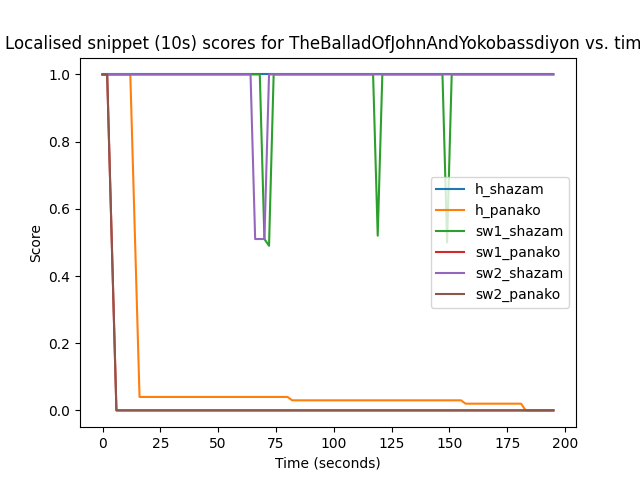 Localised snippet (10s) scores for TheBalladOfJohnAndYokobassdiyon vs. tim
1.0
0.8
0.6
0.4
0.2
0.0
Score
h_shazam
h_panako
sw1_shazam
sw1_panako
sw2_shazam
sw2_panako
0 25 50 75 100 125 150 175 200
Time (seconds)